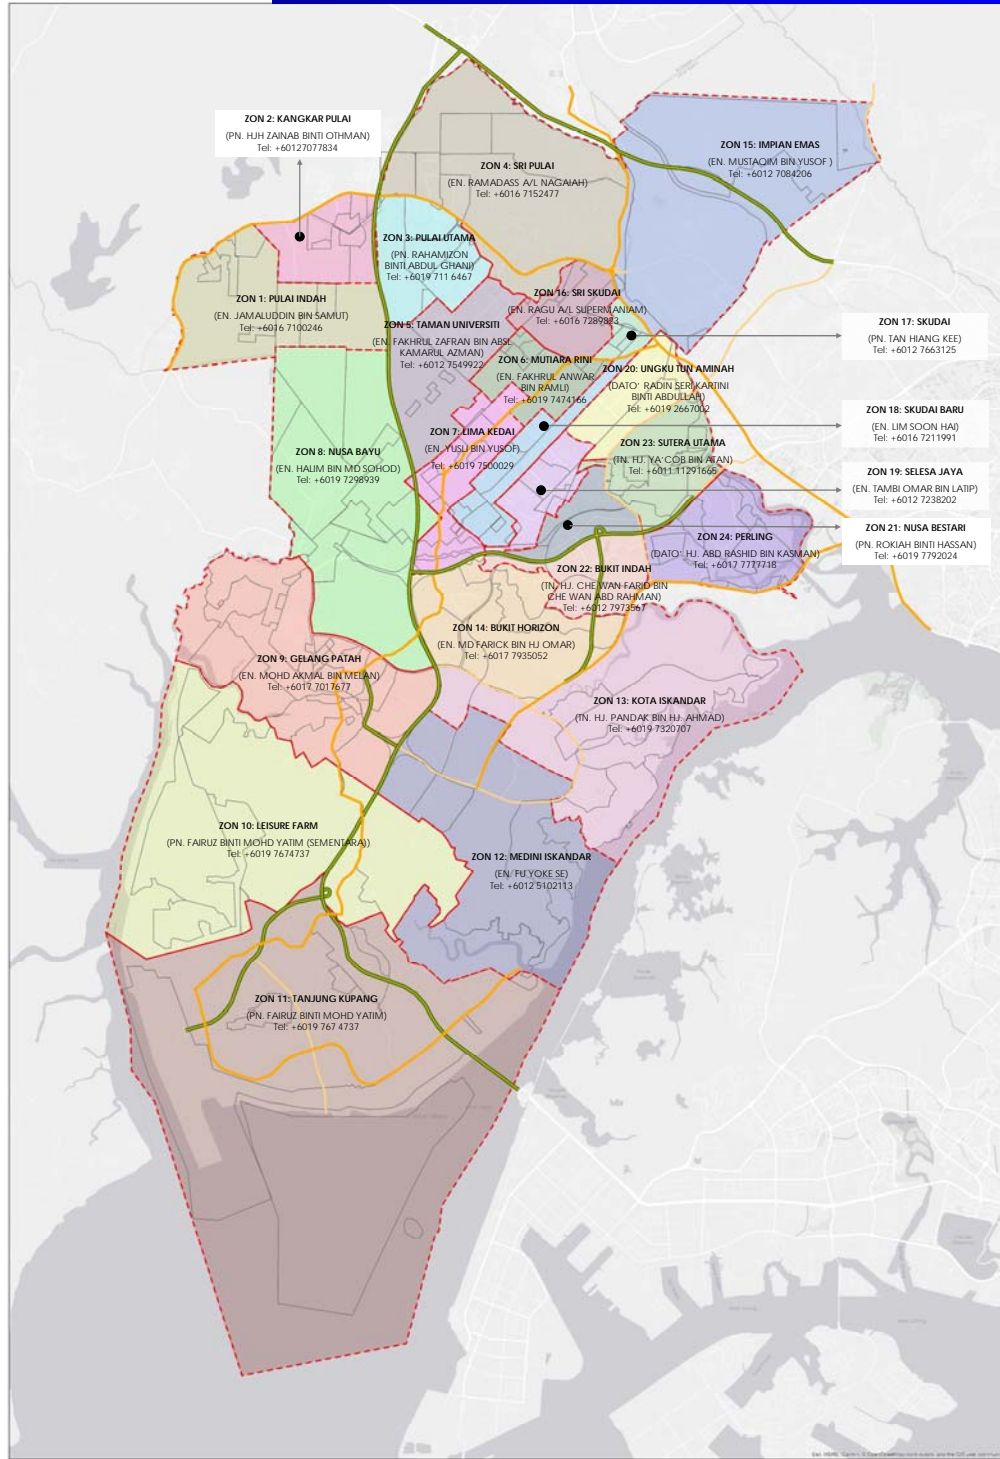 ZON 2: KANGKAR PULAI
(PN. HJH ZAINAB BINTI OTHMAN)
Tel: +60127077834
ZON 15: IMPIAN EMAS
(EN. MUSTAQIM BIN YUSOF )
Tel: +6012 7084206
ZON 4: SRI PULAI
(EN. RAMADASS A/L NAGAIAH)
Tel: +6016 7152477
ZON 3: PULAI UTAMA
(PN. RAHAMIZON
BINTI ABDUL GHANI)
Tel: +6019 711 6467
ZON 1: PULAI INDAH
(EN. JAMALUDDIN BIN SAMUT)
Tel: +6016 7100246
ZON 16: SRI SKUDAI
(EN. RAGU A/L SUPERMANIAM)
Tel: +6016 7289823
ZON 5: TAMAN UNIVERSITI
(EN. FAKHRUL ZAFRAN BIN ABSL
KAMARUL AZMAN)
Tel: +6012 7549922
ZON 17: SKUDAI
(PN. TAN HIANG KEE)
Tel: +6012 7663125
ZON 6: MUTIARA RINI
(EN. FAKHRUL ANWAR
BIN RAMLI)
Tel: +6019 7474166
ZON 20: UNGKU TUN AMINAH
(DATO' RADIN SERI KARTINI
BINTI ABDULLAH)
Tel: +6019 2667002
ZON 18: SKUDAI BARU
(EN. LIM SOON HAI)
Tel: +6016 7211991
ZON 7: LIMA KEDAI
(EN. YUSLI BIN YUSOF)
Tel: +6019 7500029
ZON 23: SUTERA UTAMA
(TN. HJ. YA'COB BIN ATAN)
Tel: +6011 11291665
ZON 8: NUSA BAYU
(EN. HALIM BIN MD SOHOD)
Tel: +6019 7298939
ZON 19: SELESA JAYA
(EN. TAMBI OMAR BIN LATIP)
Tel: +6012 7238202
ZON 21: NUSA BESTARI
(PN. ROKIAH BINTI HASSAN)
Tel: +6019 7792024
ZON 24: PERLING
(DATO' HJ. ABD RASHID BIN KASMAN)
Tel: +6017 7777718
ZON 22: BUKIT INDAH
(TN. HJ. CHE WAN FARID BIN
CHE WAN ABD RAHMAN)
Tel: +6012 7973567
ZON 14: BUKIT HORIZON
(EN. MD FARICK BIN HJ OMAR)
Tel: +6017 7935052
ZON 9: GELANG PATAH
(EN. MOHD AKMAL BIN MELAN)
Tel: +6017 7017677
ZON 13: KOTA ISKANDAR
(TN. HJ. PANDAK BIN HJ. AHMAD)
Tel: +6019 7320707
ZON 10: LEISURE FARM
(PN. FAIRUZ BINTI MOHD YATIM (SEMENTARA))
Tel: +6019 7674737
ZON 12: MEDINI ISKANDAR
(EN. FU YOKE SE)
Tel: +6012 5102113
ZON 11: TANJUNG KUPANG
(PN. FAIRUZ BINTI MOHD YATIM)
Tel: +6019 767 4737